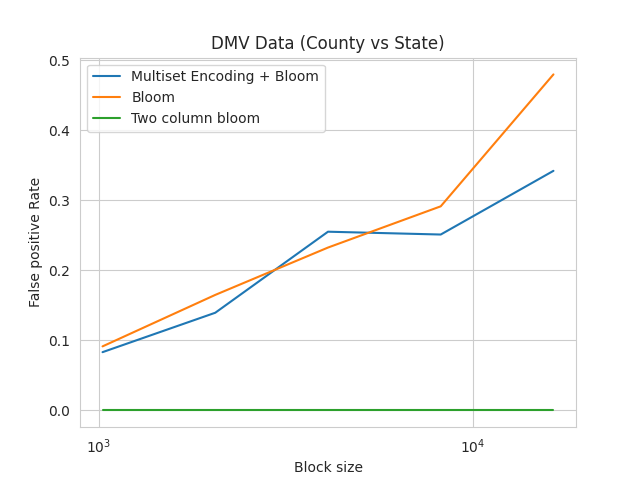 DMV Data (County vs State)
Multiset Encoding + Bloom
Bloom
Two column bloom
False positive Rate
0.5
0.4
0.3
0.2
0.1
0.0
10³
10⁴
Block size